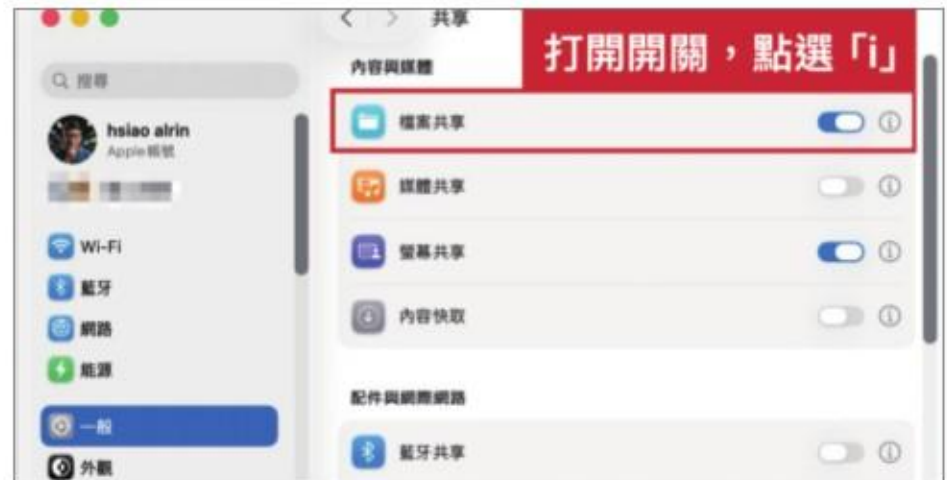 共享
打開開關，點選「i」
搜尋
hsiao alrin
Apple帳號
Wi-Fi
藍牙
網路
能源
一般
外觀
內容與媒體
檔案共享
媒體共享
螢幕共享
內容快取
配件與網際網路
藍牙共享